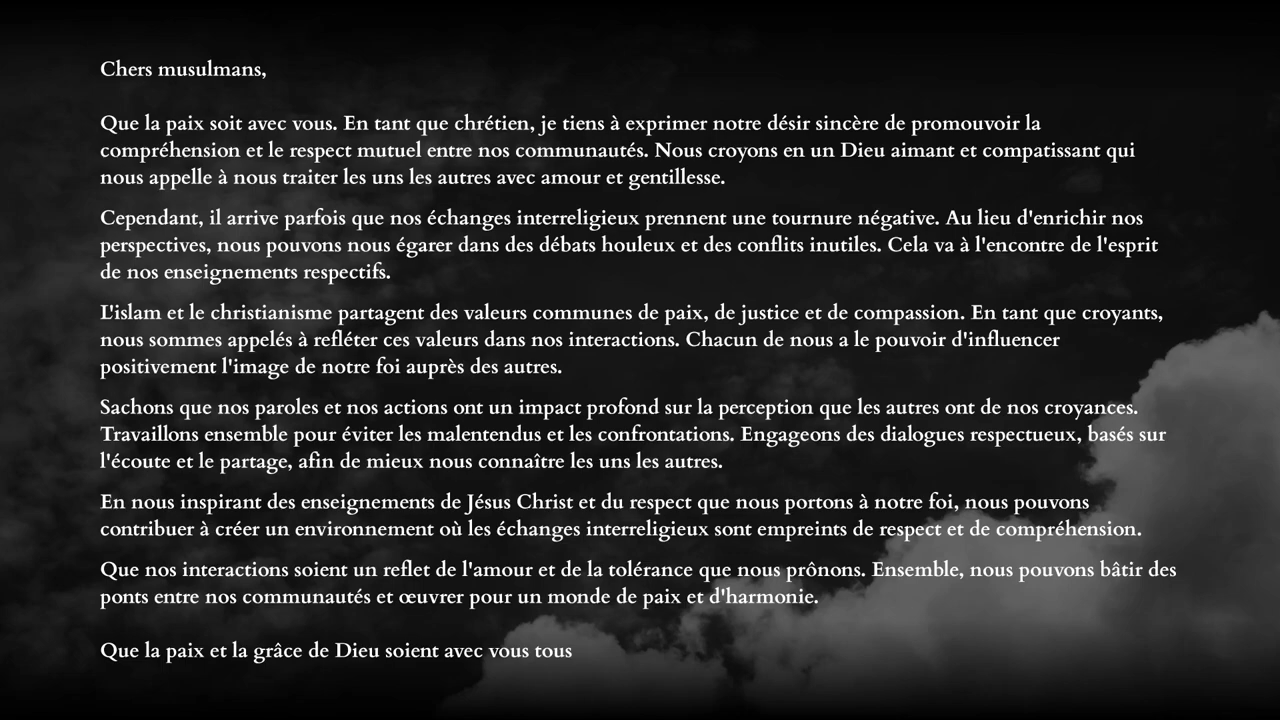 Chers musulmans,
Que la paix soit avec vous. En tant que chrétien, je tiens à exprimer notre désir sincère de promouvoir la
compréhension et le respect mutuel entre nos communautés. Nous croyons en un Dieu aimant et compatissant qui
nous appelle à nous traiter les uns les autres avec amour et gentillesse.
Cependant, il arrive parfois que nos échanges interreligieux prennent une tournure négative. Au lieu d'enrichir nos
perspectives, nous pouvons nous égarer dans des débats houleux et des conflits inutiles. Cela va à l'encontre de l'esprit
de nos enseignements respectifs.
L'islam et le christianisme partagent des valeurs communes de paix, de justice et de compassion. En tant que croyants,
nous sommes appelés à refléter ces valeurs dans nos interactions. Chacun de nous a le pouvoir d'influencer
positivement l'image de notre foi auprès des autres.
Sachons que nos paroles et nos actions ont un impact profond sur la perception que les autres ont de nos croyances.
Travaillons ensemble pour éviter les malentendus et les confrontations. Engageons des dialogues respectueux, basés sur
l'écoute et le partage, afin de mieux nous connaître les uns les autres.
En nous inspirant des enseignements de Jésus Christ et du respect que nous portons à notre foi, nous pouvons
contribuer à créer un environnement où les échanges interreligieux sont empreints de respect et de compréhension.
Que nos interactions soient un reflet de l'amour et de la tolérance que nous prônons. Ensemble, nous pouvons bâtir des
ponts entre nos communautés et œuvrer pour un monde de paix et d'harmonie.
Que la paix et la grâce de Dieu soient avec vous tous